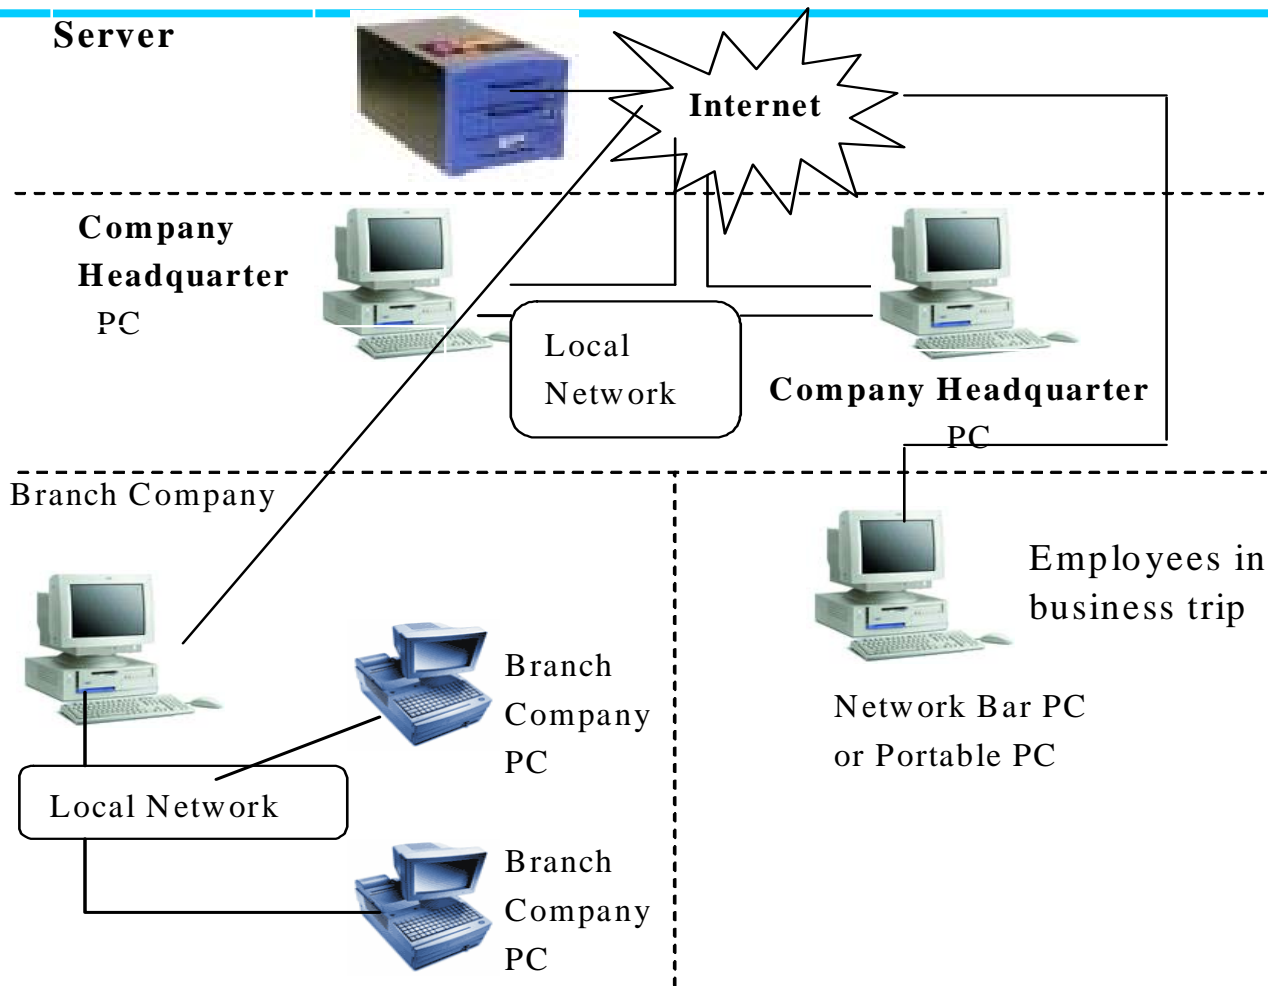 Server
Internet
Company
Headquarter
PC
Local
Network
Company Headquarter
PC
Branch Company
Employees in
business trip
Branch
Company
PC
Network Bar PC
or Portable PC
Local Network
Branch
Company
PC